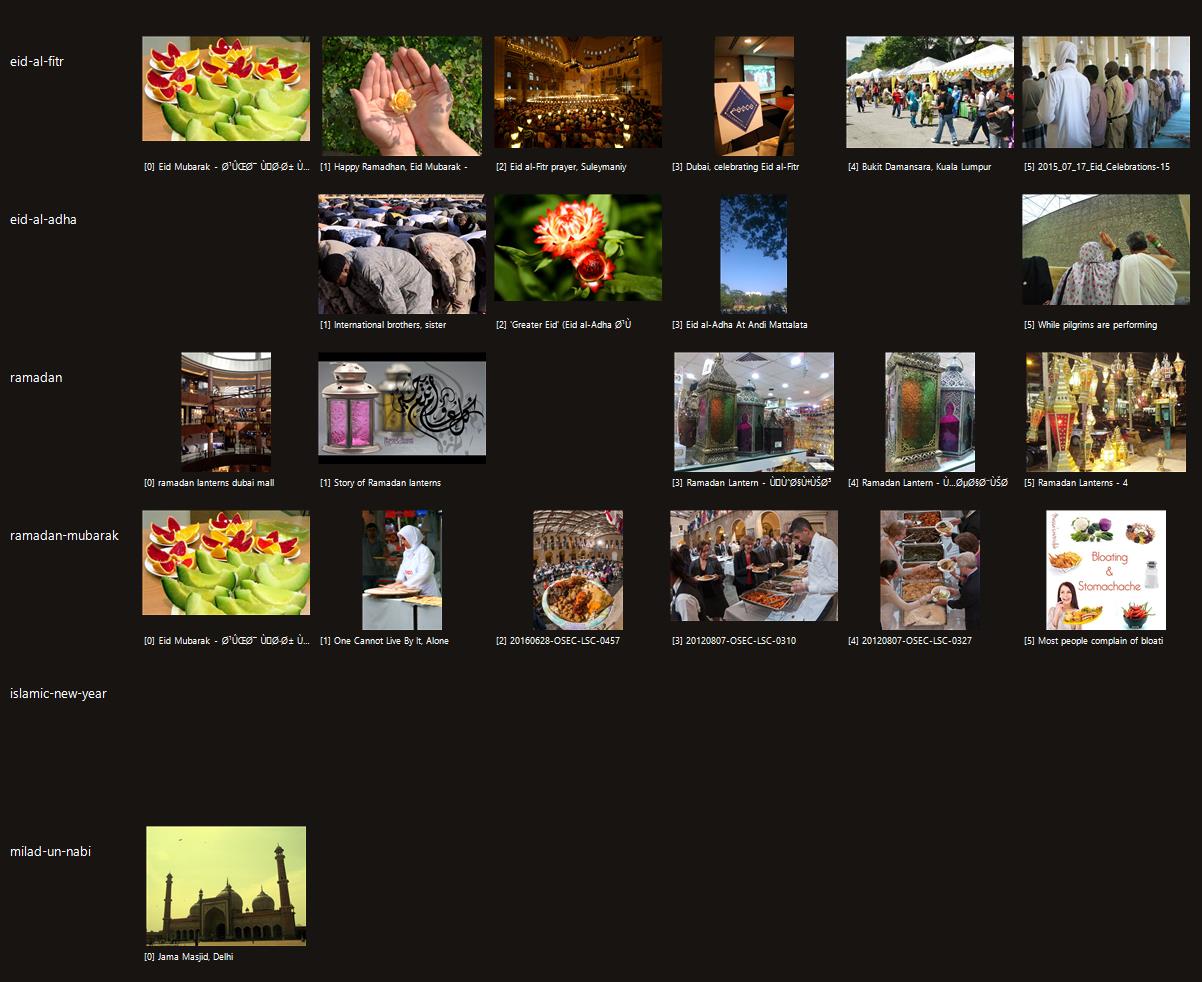 eid-al-fitr
[0] Eid Mubarak -
[1] Happy Ramadhan, Eid Mubarak -
[2] Eid al-Fitr prayer, Suleymaniy
[3] Dubai, celebrating Eid al-Fitr
[4] Bukit Damansara, Kuala Lumpur
[5] 2015_07_17_Eid_Celebrations-15
eid-al-adha
[1] International brothers, sister
[2] 'Greater Eid' (Eid al-Adha
[3] Eid al-Adha At Andi Mattalata
[5] While pilgrims are performing
ramadan
[0] ramadan lanterns dubai mall
[1] Story of Ramadan lanterns
[3] Ramadan Lantern -
[4] Ramadan Lantern -
[5] Ramadan Lanterns - 4
ramadan-mubarak
Bloating
&
Stomachache
[0] Eid Mubarak -
[1] One Cannot Live By It, Alone
[2] 20160628-OSEC-LSC-0457
[3] 20120807-OSEC-LSC-0310
[4] 20120807-OSEC-LSC-0327
[5] Most people complain of bloati
islamic-new-year
milad-un-nabi
[0] Jama Masjid, Delhi